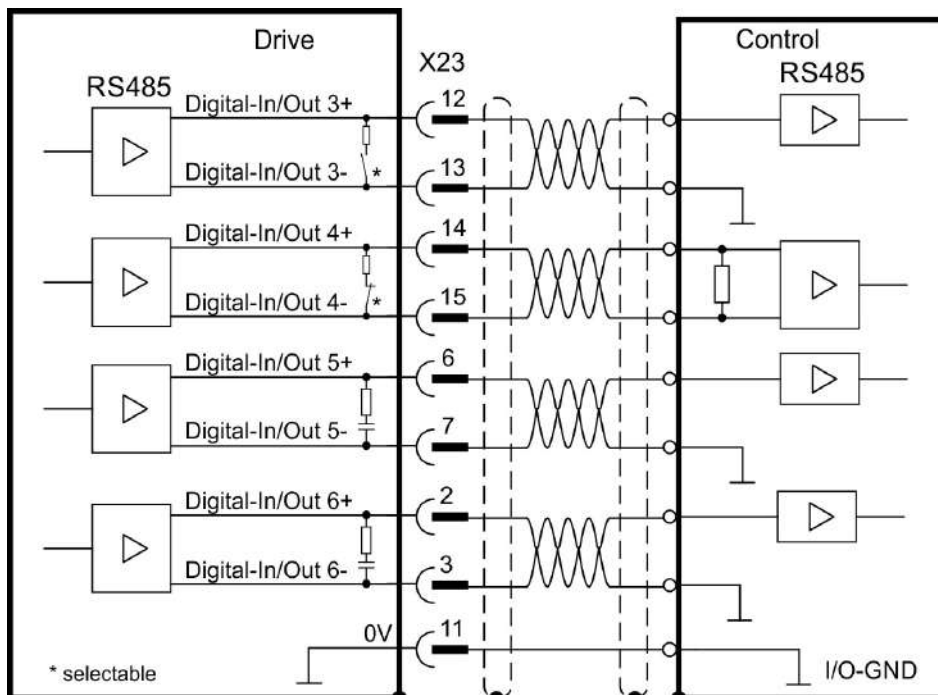 Drive
X23
Control
RS485
RS485
Digital-In/Out 3+
12
Digital-In/Out 3-
*
13
Digital-In/Out 4+
14
Digital-In/Out 4-
*
15
Digital-In/Out 5+
6
Digital-In/Out 5-
7
Digital-In/Out 6+
2
Digital-In/Out 6-
3
0V
11
* selectable
I/O-GND